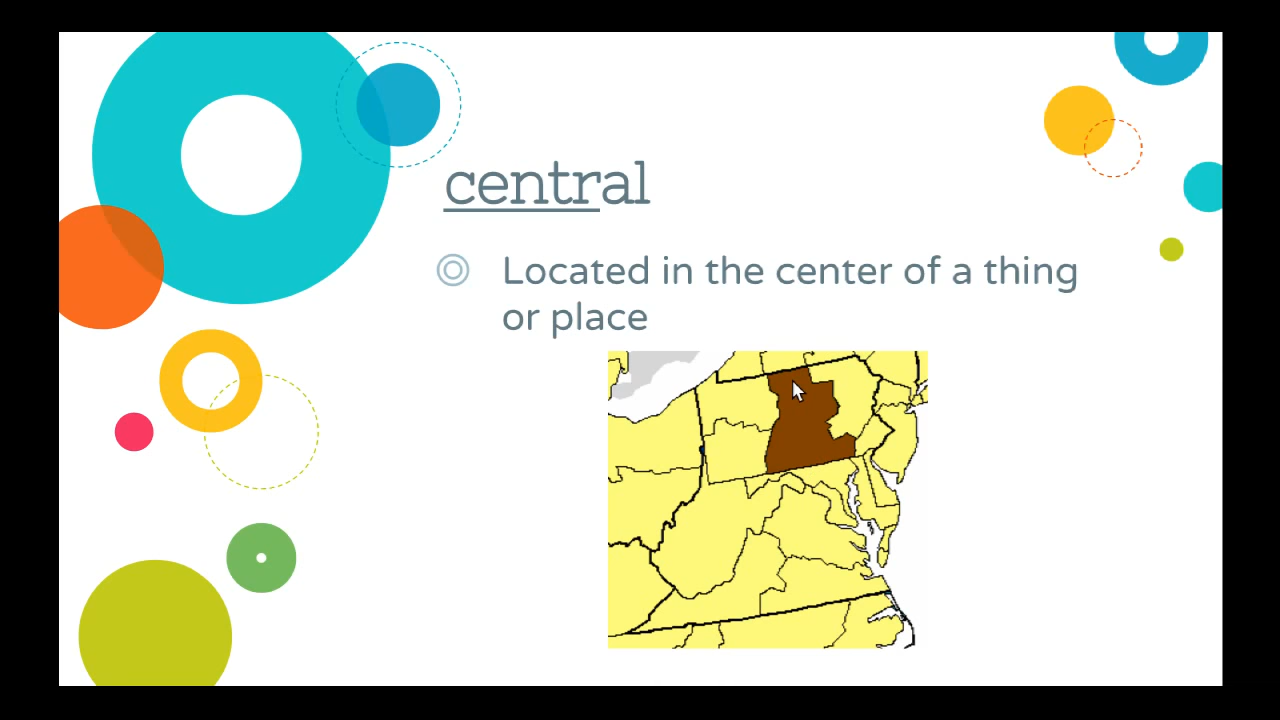 central
Located in the center of a thing
or place